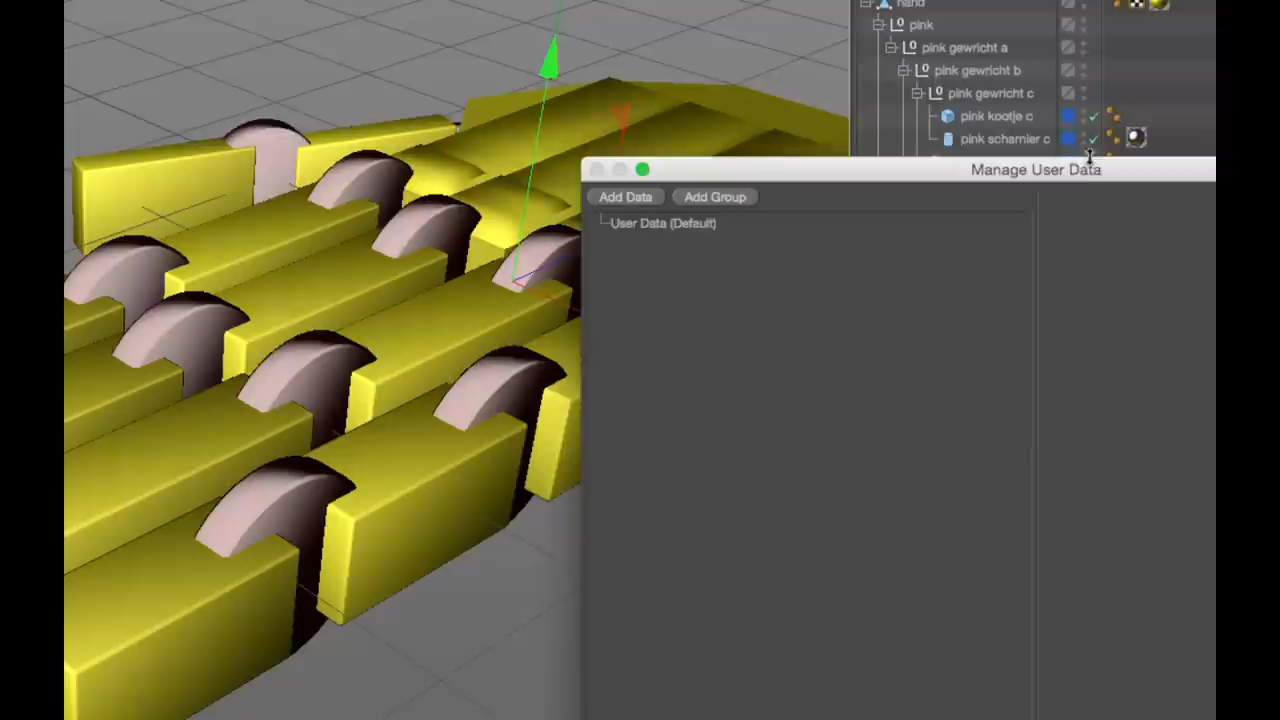 hand
pink
pink gewricht a
pink gewricht b
pink gewricht c
pink kootje c
pink scharnier c
Manage User Data
Add Data Add Group
User Data (Default)